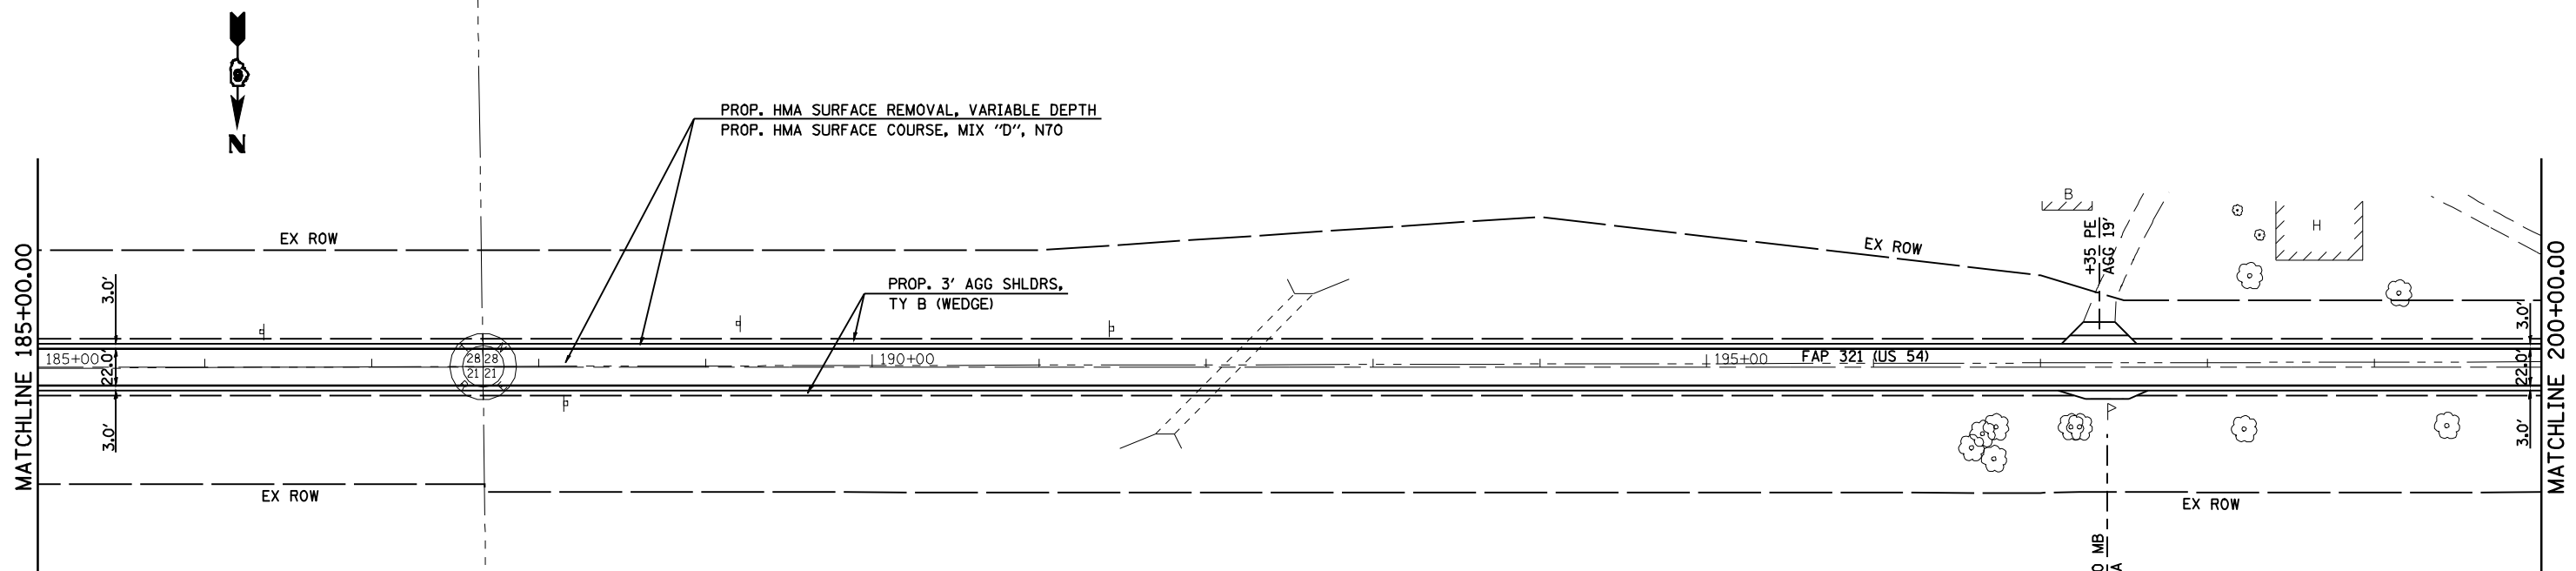 N
PROP. HMA SURFACE REMOVAL, VARIABLE DEPTH
PROP. HMA SURFACE COURSE, MIX "D", N70
B
H
EX ROW
EX ROW
+35 PE
AGG 19'
PROP. 3' AGG SHLDRS,
TY B (WEDGE)
MATCHLINE 185+00.00
MATCHLINE 200+00.00
3.0'
22.0'
3.0'
185+00
28 28
21 21
190+00
195+00
FAP 321 (US 54)
3.0'
22.0'
3.0'
EX ROW
EX ROW
0 MB
A